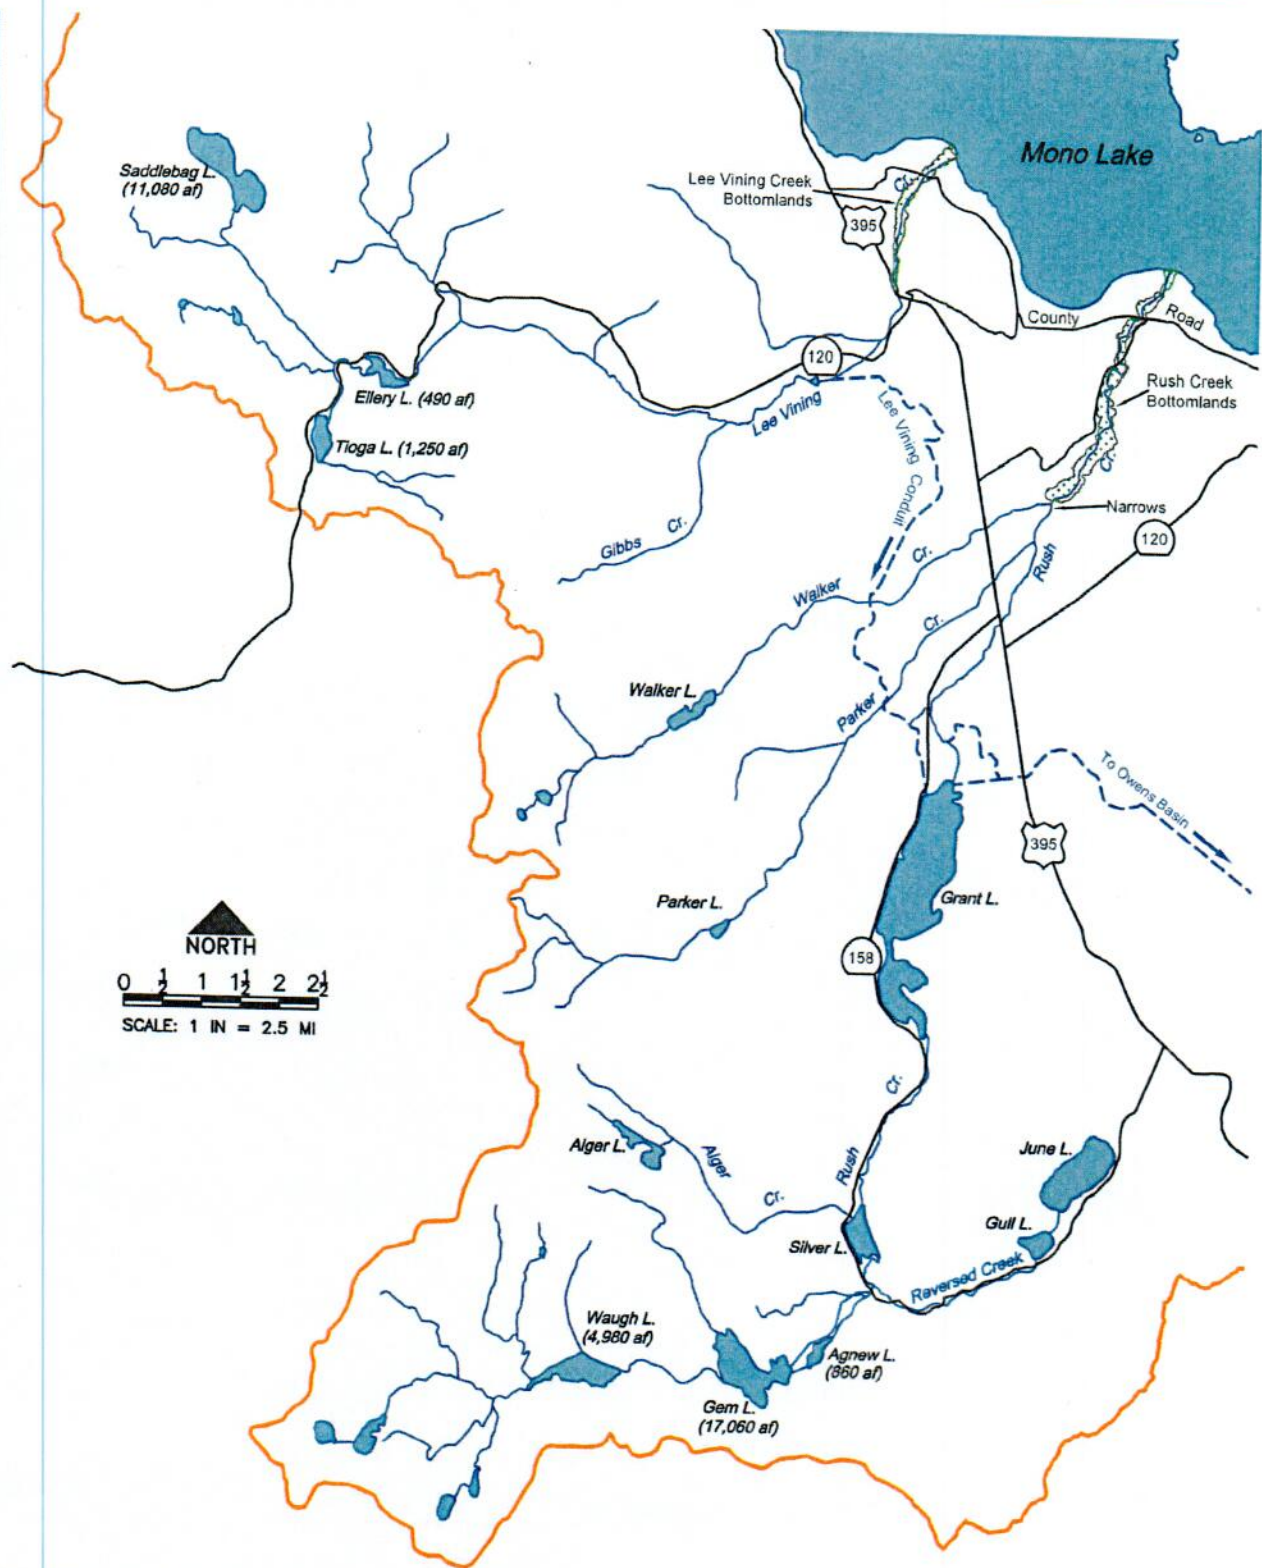 Mono Lake
Saddlebag L.
(11,080 af)
Lee Vining Creek
Bottomlands
Cr.
395
County
Road
120
Rush Creek
Bottomlands
Ellery L. (490 af)
Lee Vining
Lee Vining Conduit
Tioga L. (1,250 af)
Cr.
Narrows
120
Gibbs Cr.
Walker Cr.
Rush
Parker Cr.
Walker L.
To Owens Basin
395
Grant L.
Parker L.
NORTH
158
0 ½ 1 1½ 2 2½
SCALE: 1 IN = 2.5 MI
Rush Cr.
Alger L.
Alger Cr.
June L.
Gull L.
Silver L.
Reversed Creek
Waugh L.
(4,980 af)
Agnew L.
(860 af)
Gem L.
(17,060 af)